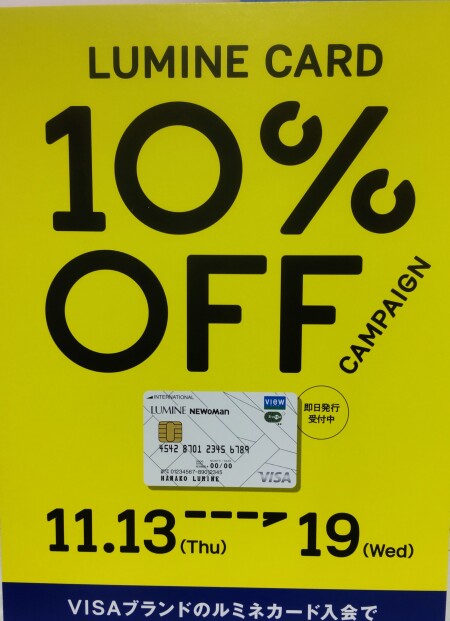 LUMINE CARD
10%
OFF
CAMPAIGN
INTERNATIONAL
VIEW
LUMINE NEWoMan
即日発行
受付中
4542 8701 2345 6789
00/00
HANAKO LUMINE
VISA
11.13(Thu)
19(Wed)
VISAブランドのルミネカード入会で